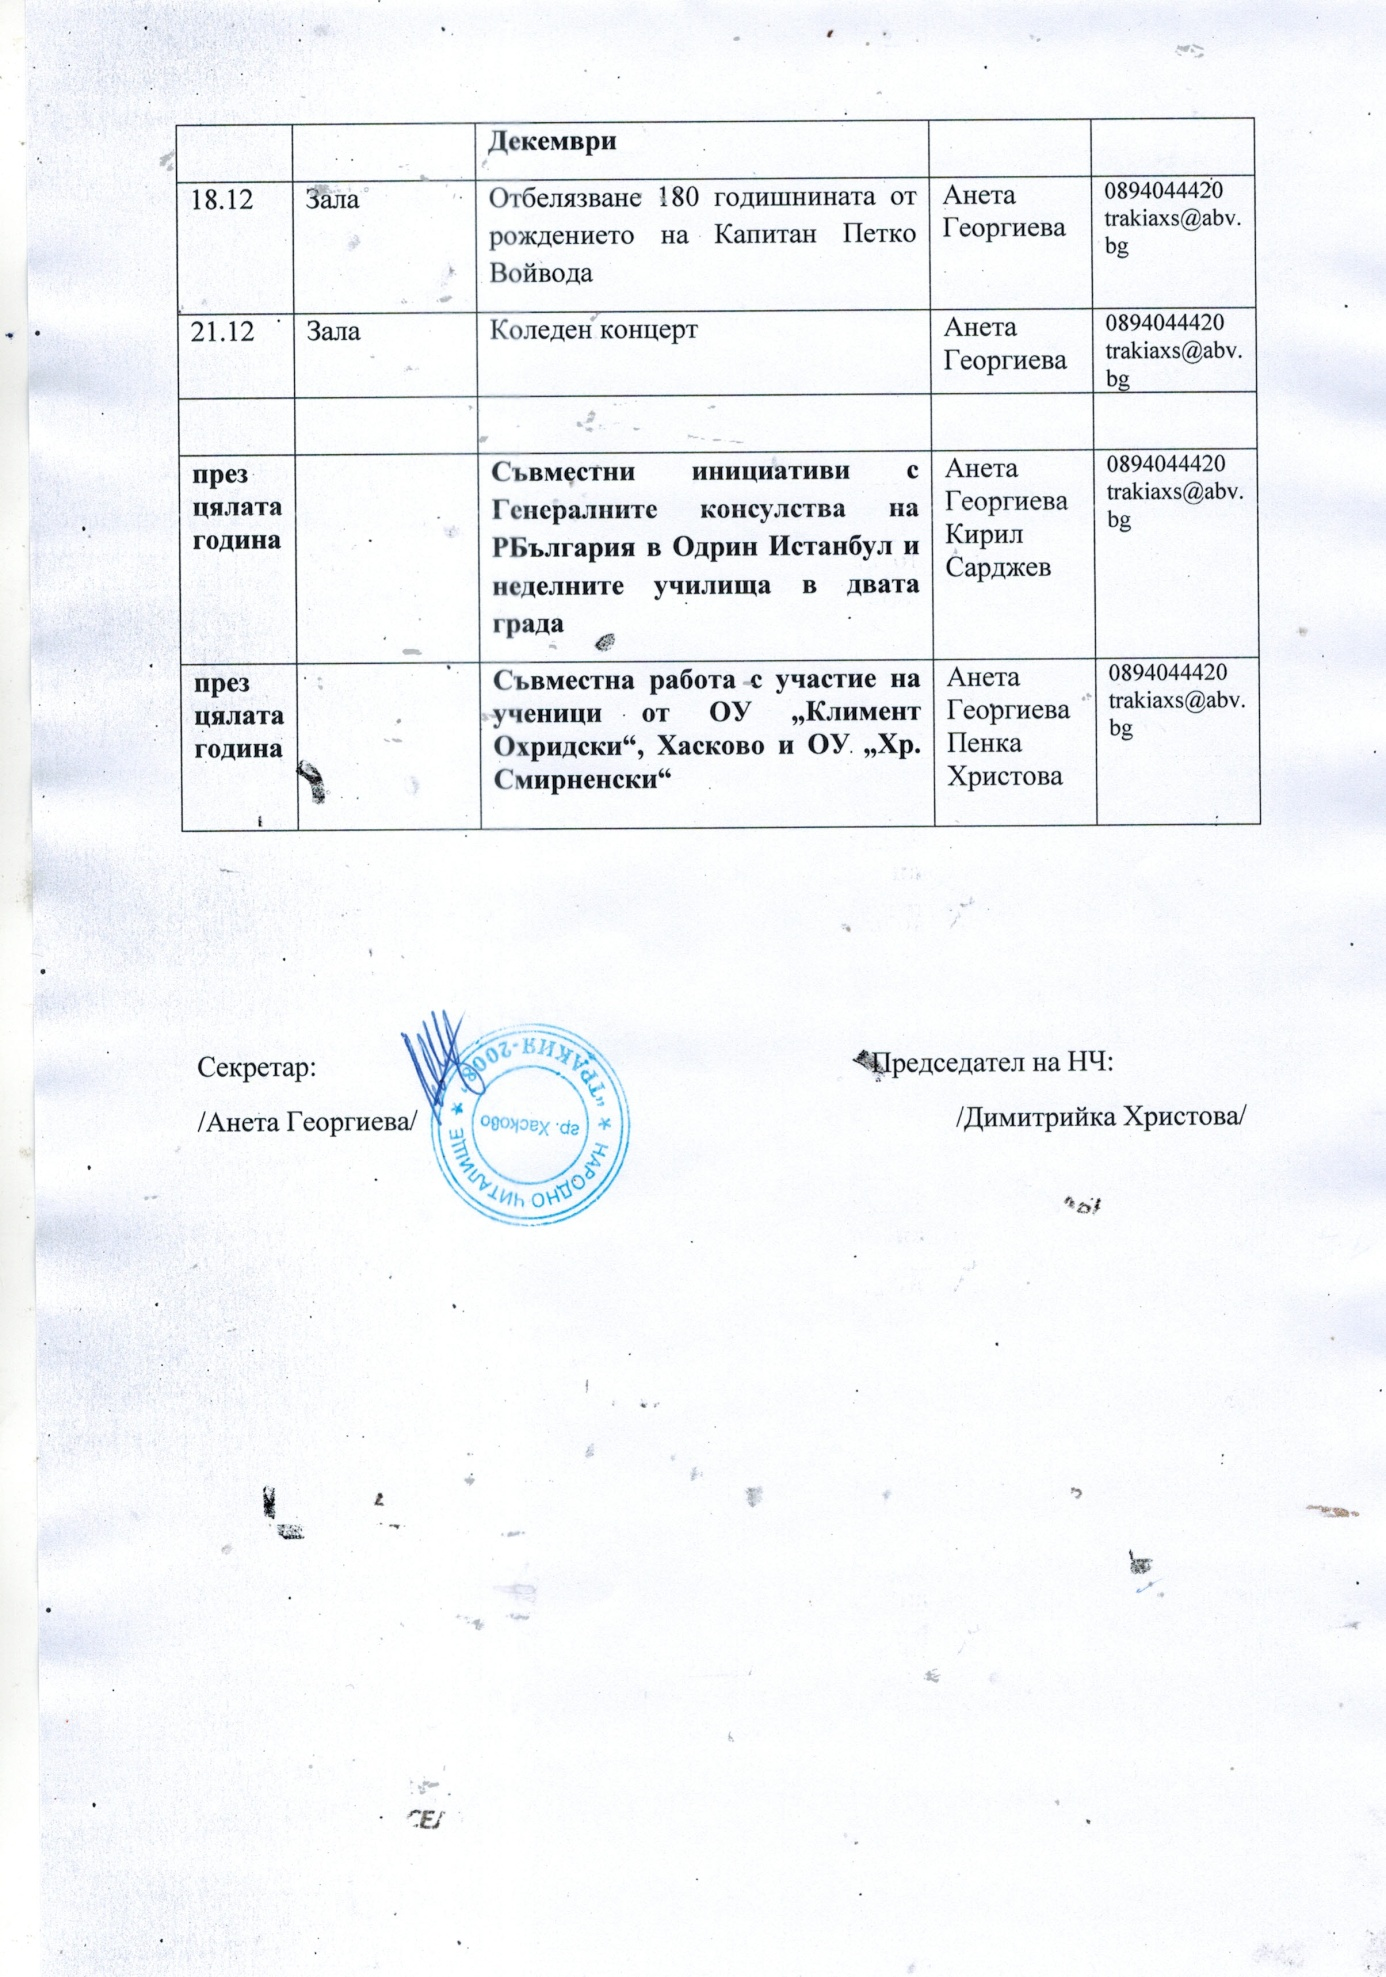 Декември
18.12
Зала
Отбелязване 180 годишнината от
рождението на Капитан Петко
Войвода
Анета
Георгиева
0894044420
trakiaxs@abv.
bg
21.12
Зала
Коледен концерт
Анета
Георгиева
0894044420
trakiaxs@abv.
bg
през
цялата
година
Съвместни инициативи с
Генералните консулства на
РБългария в Одрин Истанбул и
неделните училища в двата
града
Анета
Георгиева
Кирил
Сарджев
0894044420
trakiaxs@abv.
bg
през
цялата
година
Съвместна работа с участие на
ученици от ОУ „Климент
Охридски“, Хасково и ОУ „Хр.
Смирненски“
Анета
Георгиева
Пенка
Христова
0894044420
trakiaxs@abv.
bg
Секретар:
Председател на НЧ:
/Анета Георгиева/
/Димитрийка Христова/
★ НАРОДНО ЧИТАЛИЩЕ ★ „ТРАКИЯ-2008“
гр. Хасково